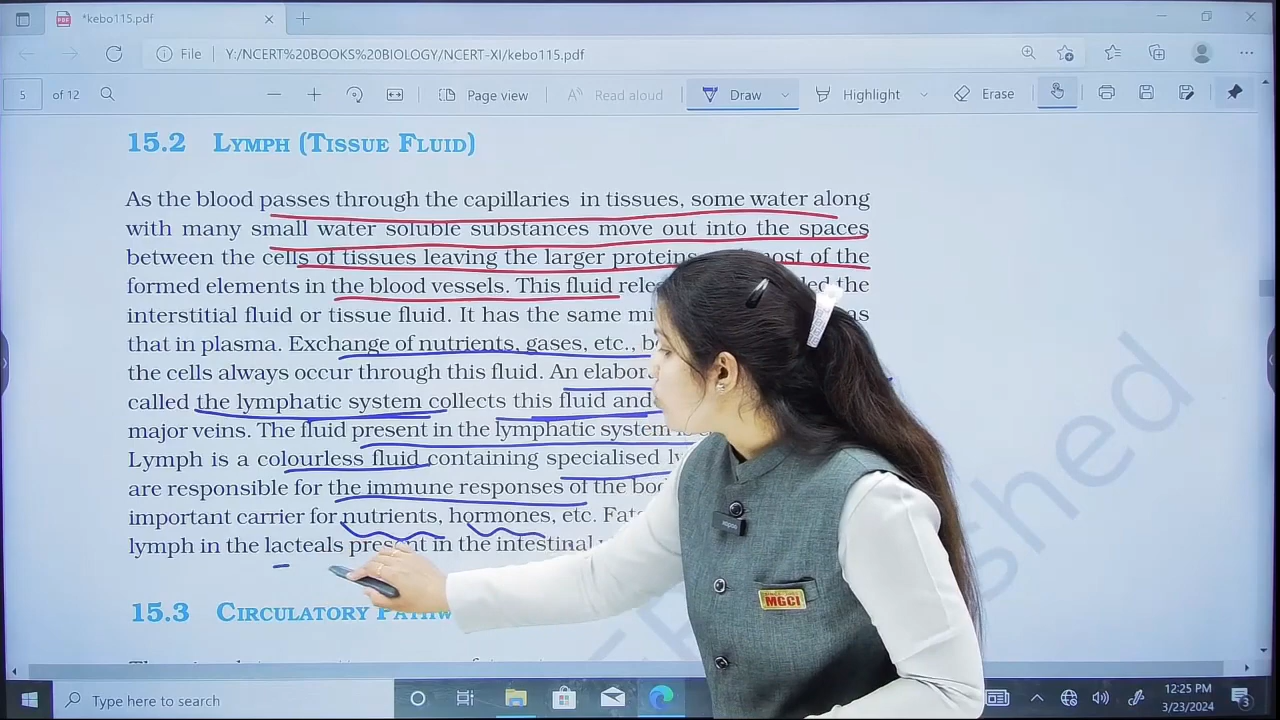 *kebo115.pdf
File Y:/NCERT%20BOOKS%20BIOLOGY/NCERT-XI/kebo115.pdf
5 of 12 Page view Read aloud Draw Highlight Erase
15.2 LYMPH (TISSUE FLUID)
As the blood passes through the capillaries in tissues, some water along
with many small water soluble substances move out into the spaces
between the cells of tissues leaving the larger proteins most of the
formed elements in the blood vessels. This fluid the
interstitial fluid or tissue fluid. It has the same as
that in plasma. Exchange of nutrients, gases, etc.,
the cells always occur through this fluid. An
called the lymphatic system collects this fluid and
major veins. The fluid present in the lymphatic system
Lymph is a colourless fluid containing specialised
are responsible for the immune responses of the
important carrier for nutrients, hormones, etc.
lymph in the lacteals present in the intestinal
15.3 CIRCULATORY
shed
MGCI
Type here to search
12:25 PM
3/23/2024
3